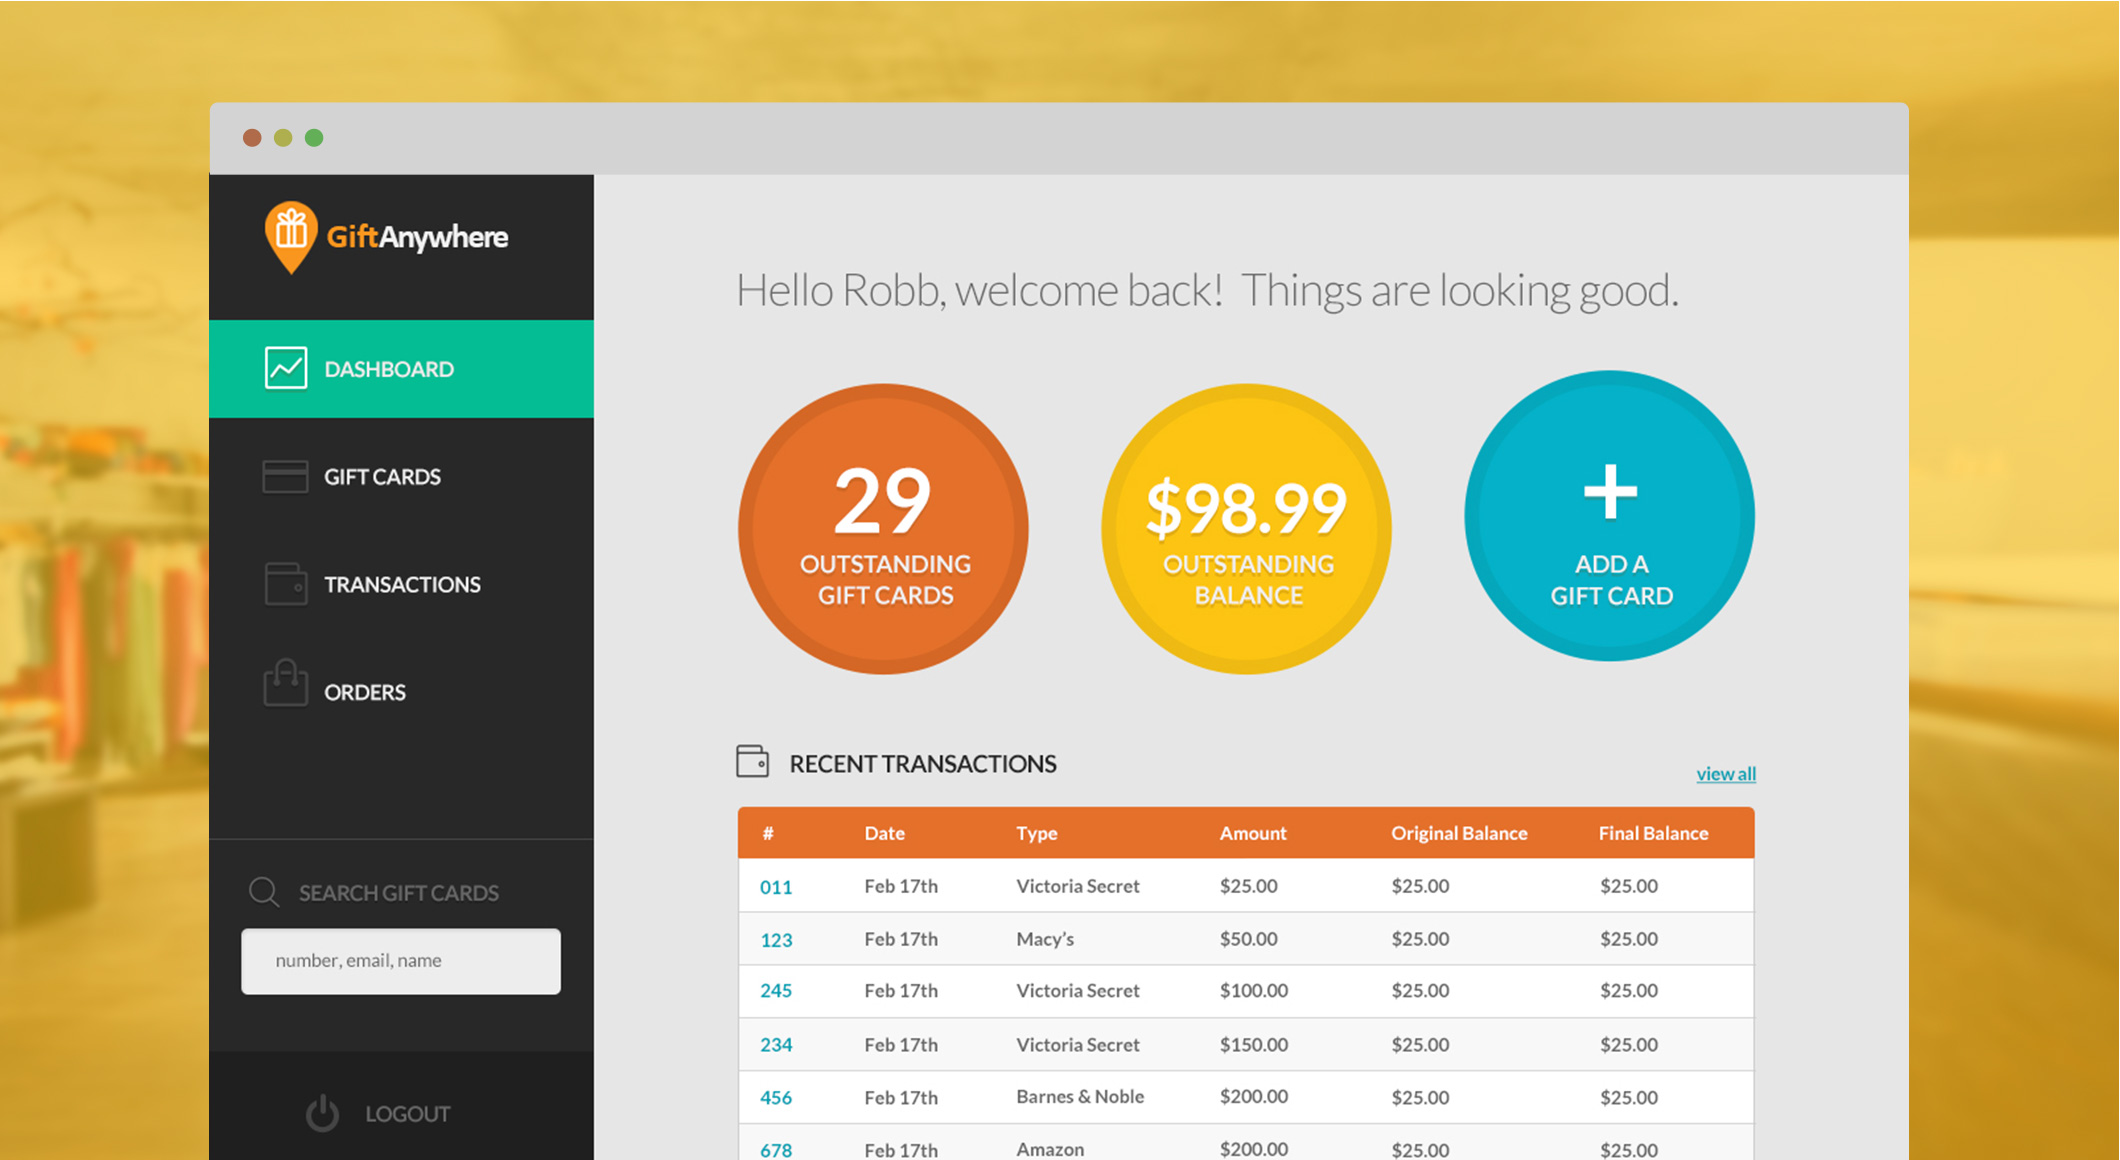 GiftAnywhere
DASHBOARD
GIFT CARDS
TRANSACTIONS
ORDERS
SEARCH GIFT CARDS
number, email, name
LOGOUT
Hello Robb, welcome back! Things are looking good.
29
OUTSTANDING
GIFT CARDS
$98.99
OUTSTANDING
BALANCE
+
ADD A
GIFT CARD
RECENT TRANSACTIONS
view all
# Date Type Amount Original Balance Final Balance
011 Feb 17th Victoria Secret $25.00 $25.00 $25.00
123 Feb 17th Macy’s $50.00 $25.00 $25.00
245 Feb 17th Victoria Secret $100.00 $25.00 $25.00
234 Feb 17th Victoria Secret $150.00 $25.00 $25.00
456 Feb 17th Barnes & Noble $200.00 $25.00 $25.00
678 Feb 17th Amazon $200.00 $25.00 $25.00